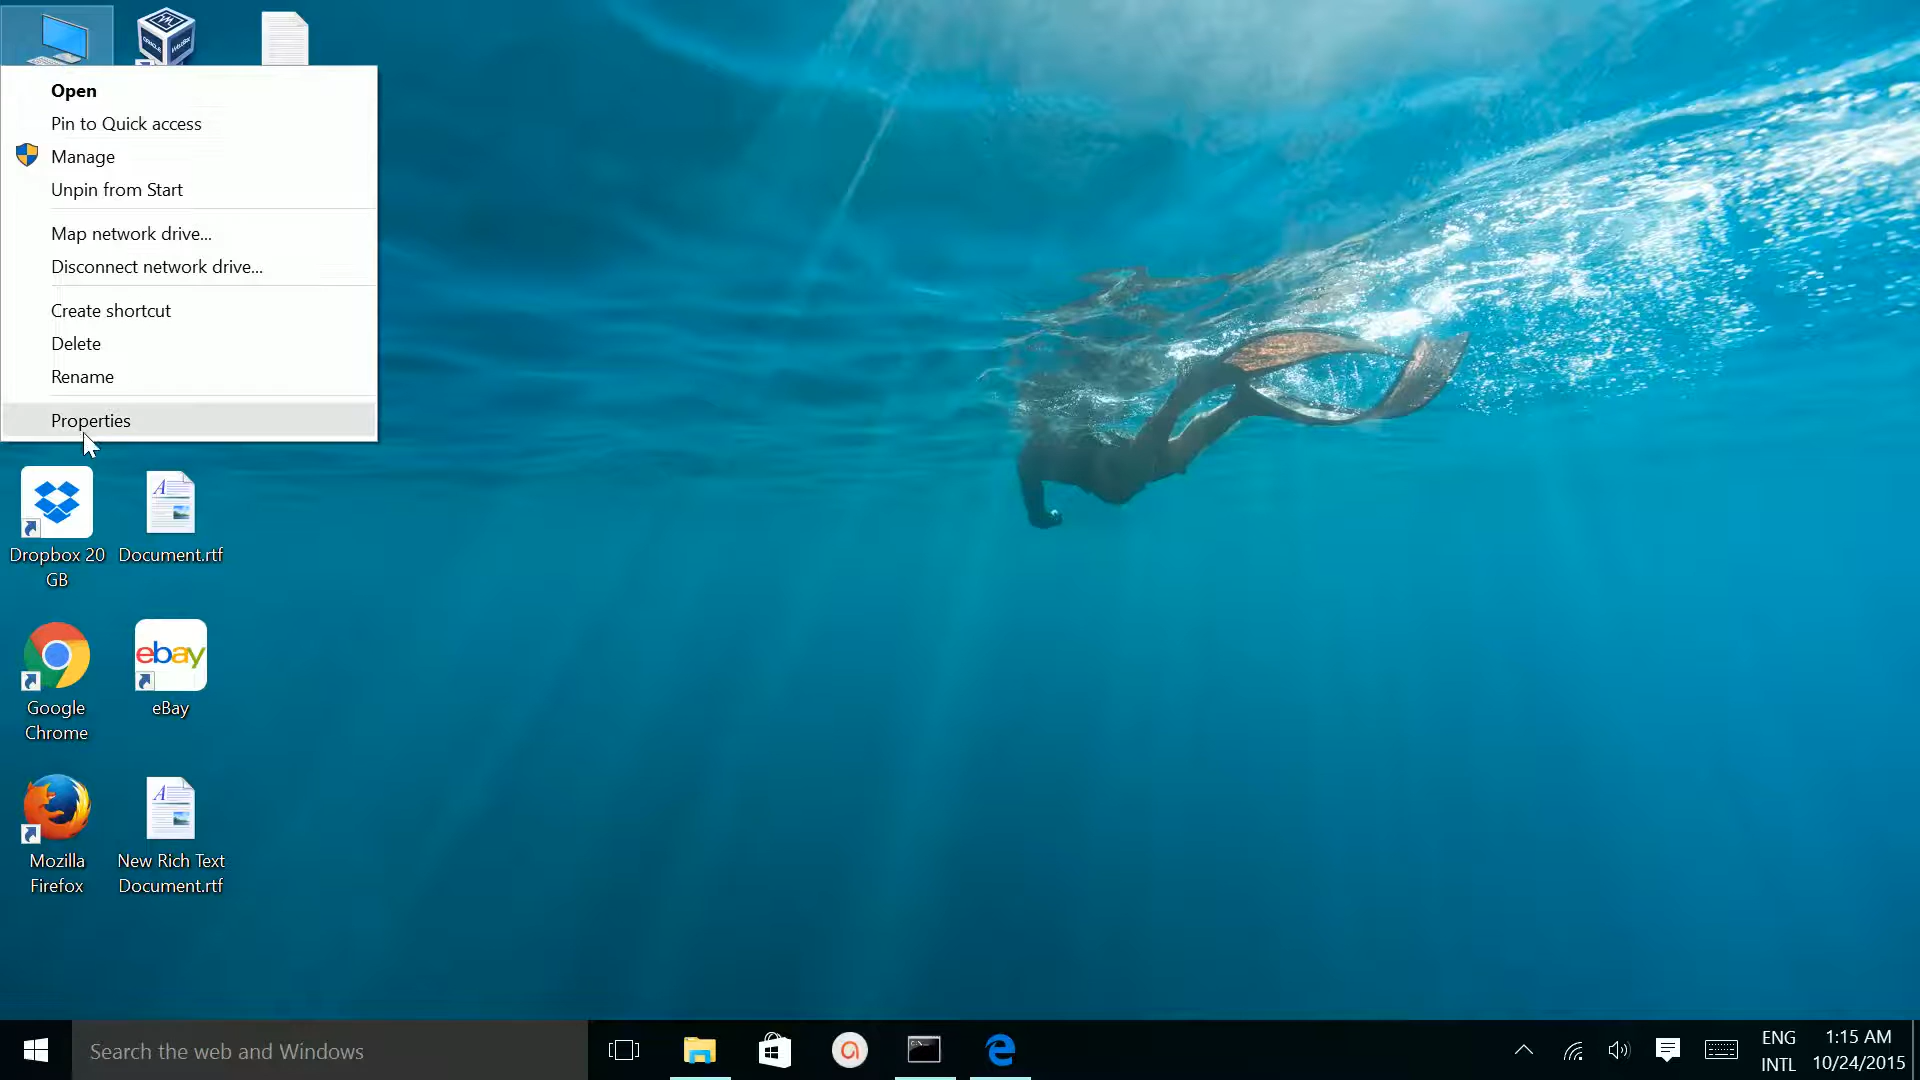 Open
Pin to Quick access
Manage
Unpin from Start
Map network drive...
Disconnect network drive...
Create shortcut
Delete
Rename
Properties
Dropbox 20
GB
Document.rtf
Google
Chrome
ebay
eBay
Mozilla
Firefox
New Rich Text
Document.rtf
Search the web and Windows
ENG
INTL
1:15 AM
10/24/2015